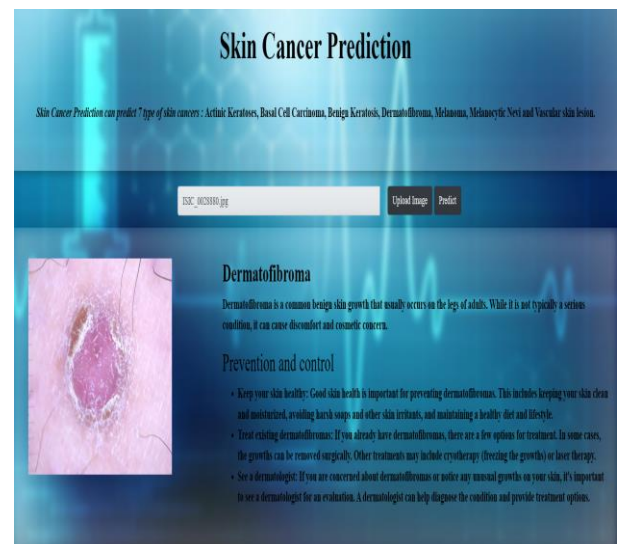 Skin Cancer Prediction
Skin Cancer Prediction can predict 7 type of skin cancers : Actinic Keratoses, Basal Cell Carcinoma, Benign Keratosis, Dermatofibroma, Melanoma, Melanocytic Nevi and Vascular skin lesion.
ISIC_0028880.jpg Upload Image Predict
Dermatofibroma
Dermatofibroma is a common benign skin growth that usually occurs on the legs of adults. While it is not typically a serious
condition, it can cause discomfort and cosmetic concern.
Prevention and control
• Keep your skin healthy: Good skin health is important for preventing dermatofibromas. This includes keeping your skin clean
and moisturized, avoiding harsh soaps and other skin irritants, and maintaining a healthy diet and lifestyle.
• Treat existing dermatofibromas: If you already have dermatofibromas, there are a few options for treatment. In some cases,
the growths can be removed surgically. Other treatments may include cryotherapy (freezing the growths) or laser therapy.
• See a dermatologist: If you are concerned about dermatofibromas or notice any unusual growths on your skin, it's important
to see a dermatologist for an evaluation. A dermatologist can help diagnose the condition and provide treatment options.